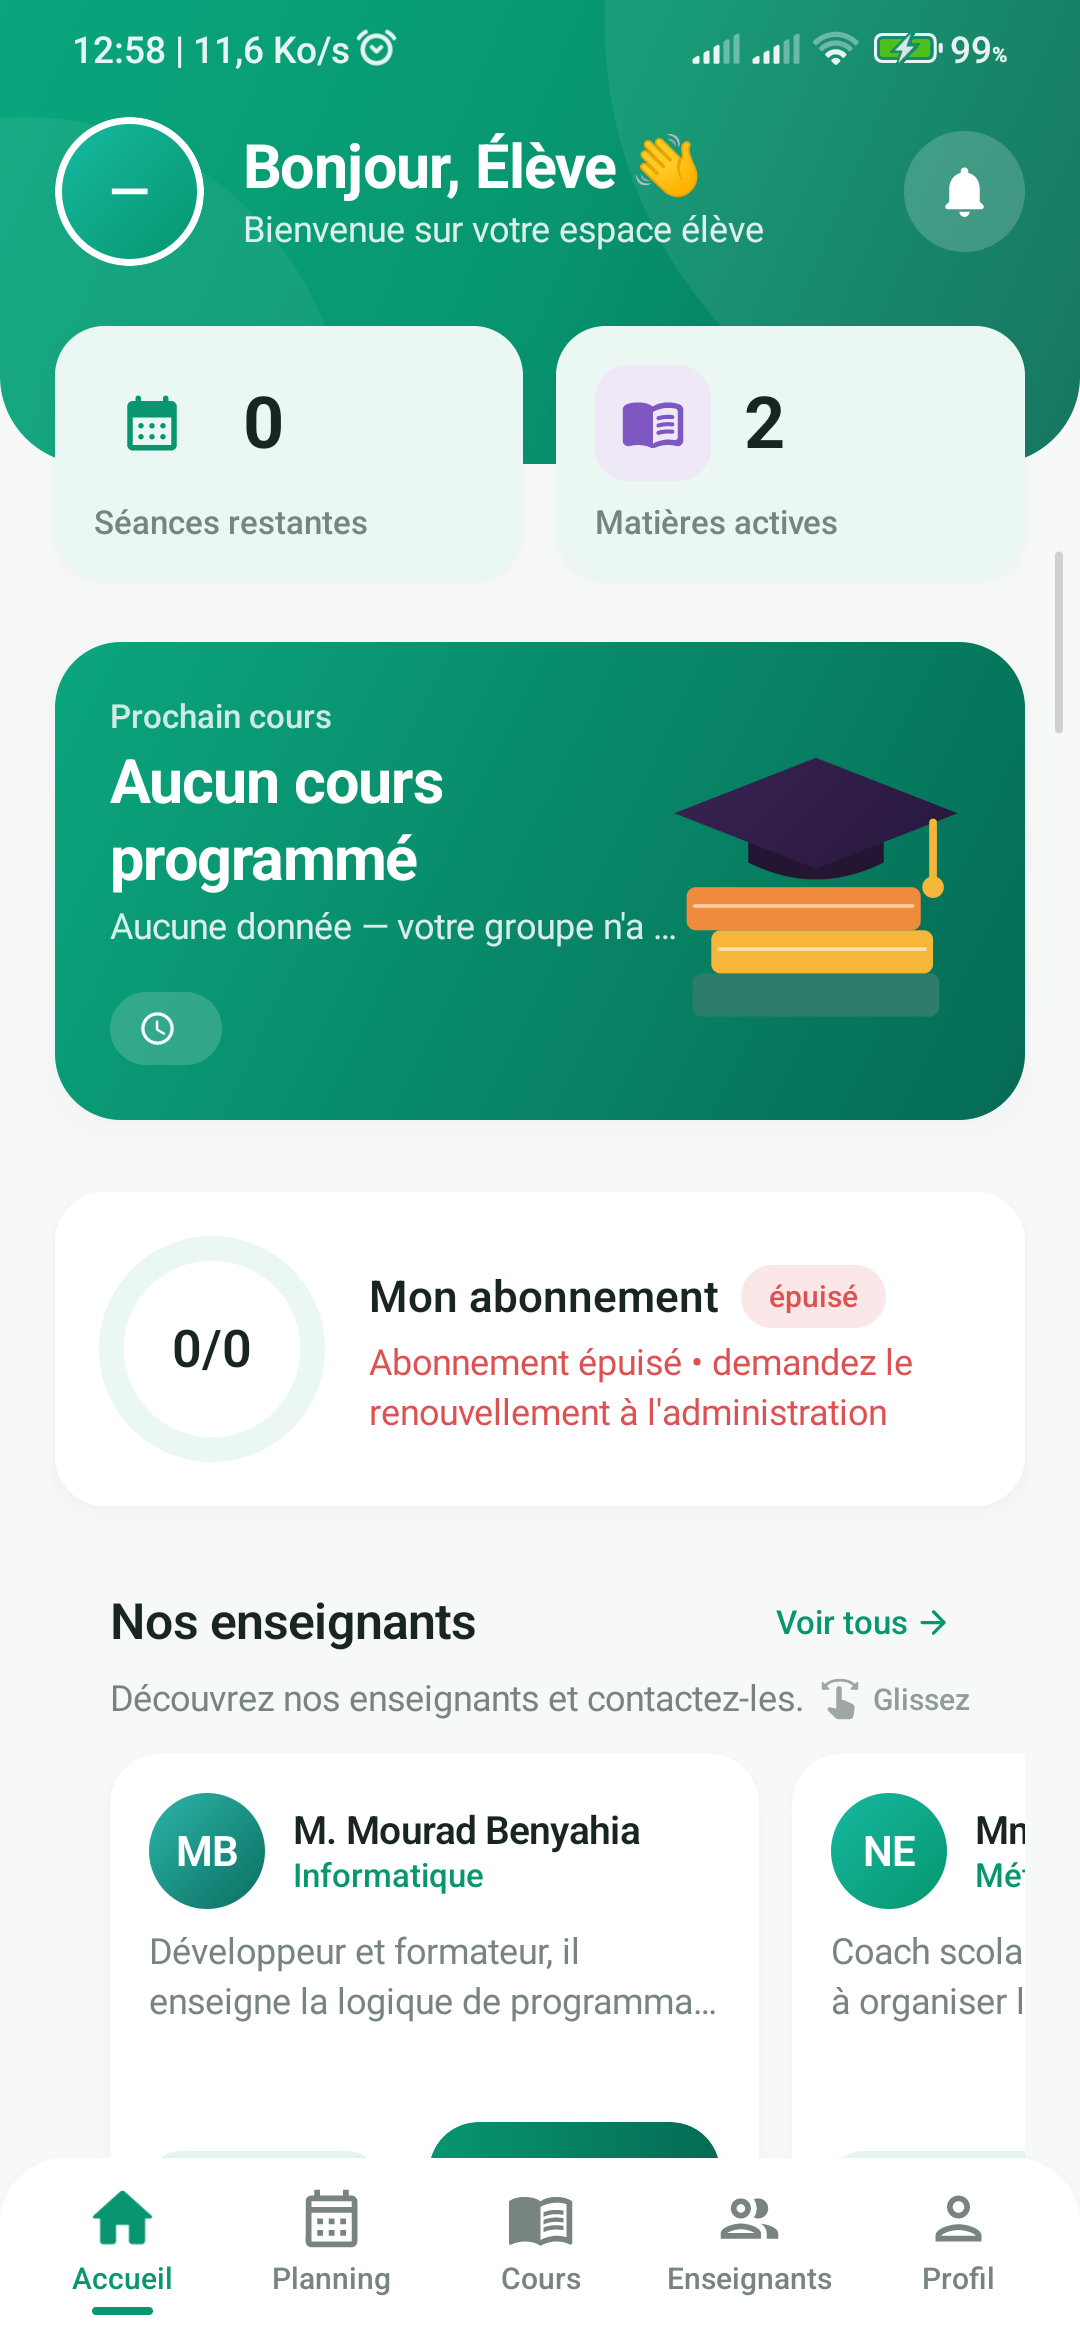 12:58 | 11,6 Ko/s
99%
Bonjour, Élève 👋
Bienvenue sur votre espace élève
0
Séances restantes
2
Matières actives
Prochain cours
Aucun cours
programmé
Aucune donnée — votre groupe n'a ...
0/0
Mon abonnement
épuisé
Abonnement épuisé • demandez le
renouvellement à l'administration
Nos enseignants
Voir tous →
Découvrez nos enseignants et contactez-les.
Glissez
MB
M. Mourad Benyahia
Informatique
Développeur et formateur, il
enseigne la logique de programma...
NE
Mn
Mét
Coach scola
à organiser l
Accueil
Planning
Cours
Enseignants
Profil